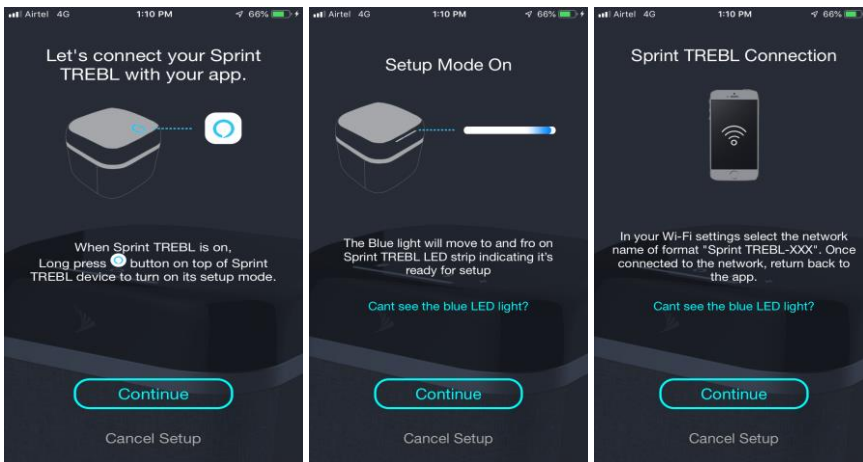 Airtel 4G 1:10 PM 66%
Let's connect your Sprint
TREBL with your app.
When Sprint TREBL is on,
Long press button on top of Sprint
TREBL device to turn on its setup mode.
Continue
Cancel Setup
Airtel 4G 1:10 PM 66%
Setup Mode On
The Blue light will move to and fro on
Sprint TREBL LED strip indicating it's
ready for setup
Cant see the blue LED light?
Continue
Cancel Setup
Airtel 4G 1:10 PM 66%
Sprint TREBL Connection
In your Wi-Fi settings select the network
name of format "Sprint TREBL-XXX". Once
connected to the network, return back to
the app.
Cant see the blue LED light?
Continue
Cancel Setup